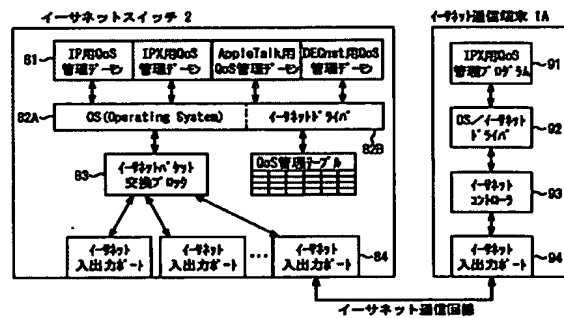 イーサネットスイッチ 2
イーサネット通信端末 1A
81
IP用QoS
管理デーモン
IPX用QoS
管理デーモン
AppleTalk用
QoS管理デーモン
DECnet用QoS
管理デーモン
IPX用QoS
管理プログラム
91
82A
OS(Operating System)
イーサネットドライバ
82B
OS/イーサネット
ドライバ
92
83
イーサネットパケット
交換ブロック
QoS管理テーブル
イーサネット
コントローラ
93
イーサネット
入出力ポート
イーサネット
入出力ポート
...
イーサネット
入出力ポート
84
イーサネット
入出力ポート
94
イーサネット通信回線